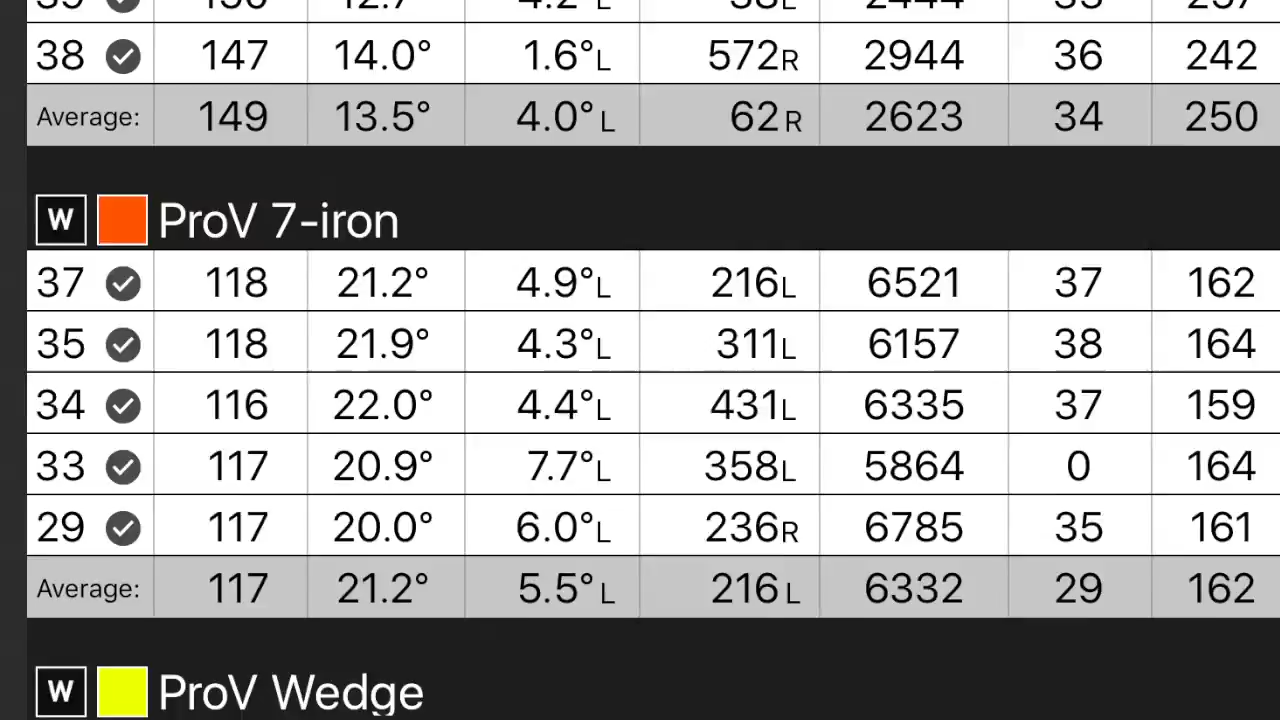 38 147 14.0° 1.6°L 572R 2944 36 242
Average: 149 13.5° 4.0° L 62 R 2623 34 250
W ProV 7-iron
37 118 21.2° 4.9°L 216L 6521 37 162
35 118 21.9° 4.3°L 311L 6157 38 164
34 116 22.0° 4.4°L 431L 6335 37 159
33 117 20.9° 7.7°L 358L 5864 0 164
29 117 20.0° 6.0°L 236R 6785 35 161
Average: 117 21.2° 5.5° L 216 L 6332 29 162
W ProV Wedge